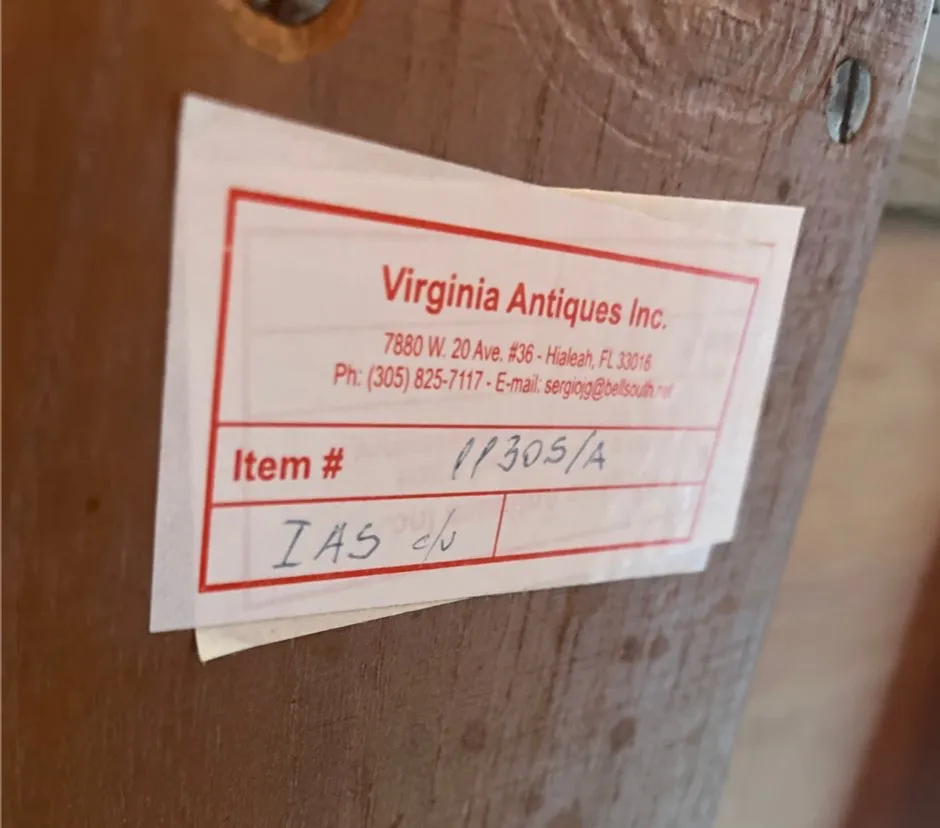 Virginia Antiques Inc.
7880 W. 20 Ave. #36 - Hialeah, FL 33016
Ph: (305) 825-7117 - E-mail: sergiojg@bellsouth.net
Item # PP305/A
IAS c/u